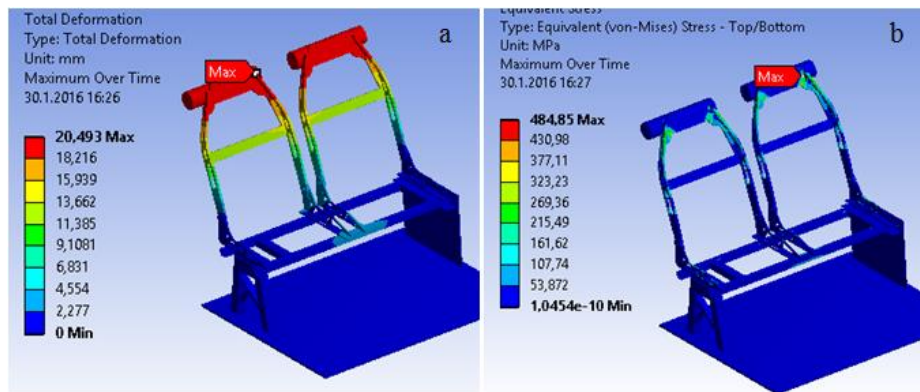 Total Deformation
Type: Total Deformation
Unit: mm
Maximum Over Time
30.1.2016 16:26
a
Max
20,493 Max
18,216
15,939
13,662
11,385
9,1081
6,831
4,554
2,277
0 Min
Equivalent Stress
Type: Equivalent (von-Mises) Stress - Top/Bottom
Unit: MPa
Maximum Over Time
30.1.2016 16:27
b
Max
484,85 Max
430,98
377,11
323,23
269,36
215,49
161,62
107,74
53,872
1,0454e-10 Min